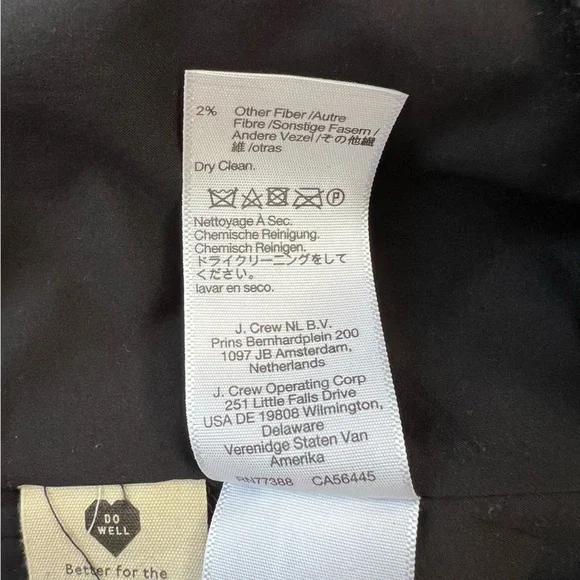 2% Other Fiber /Autre
Fibre /Sonstige Fasern /
Andere Vezel /その他繊
維 /otras
Dry Clean.
Nettoyage À Sec.
Chemische Reinigung.
Chemisch Reinigen.
ドライクリーニングをして
ください。
lavar en seco.
J. Crew NL B.V.
Prins Bernhardplein 200
1097 JB Amsterdam,
Netherlands
J. Crew Operating Corp
251 Little Falls Drive
USA DE 19808 Wilmington,
Delaware
Verenidge Staten Van
Amerika
RN77388 CA56445
DO
WELL
Better for the